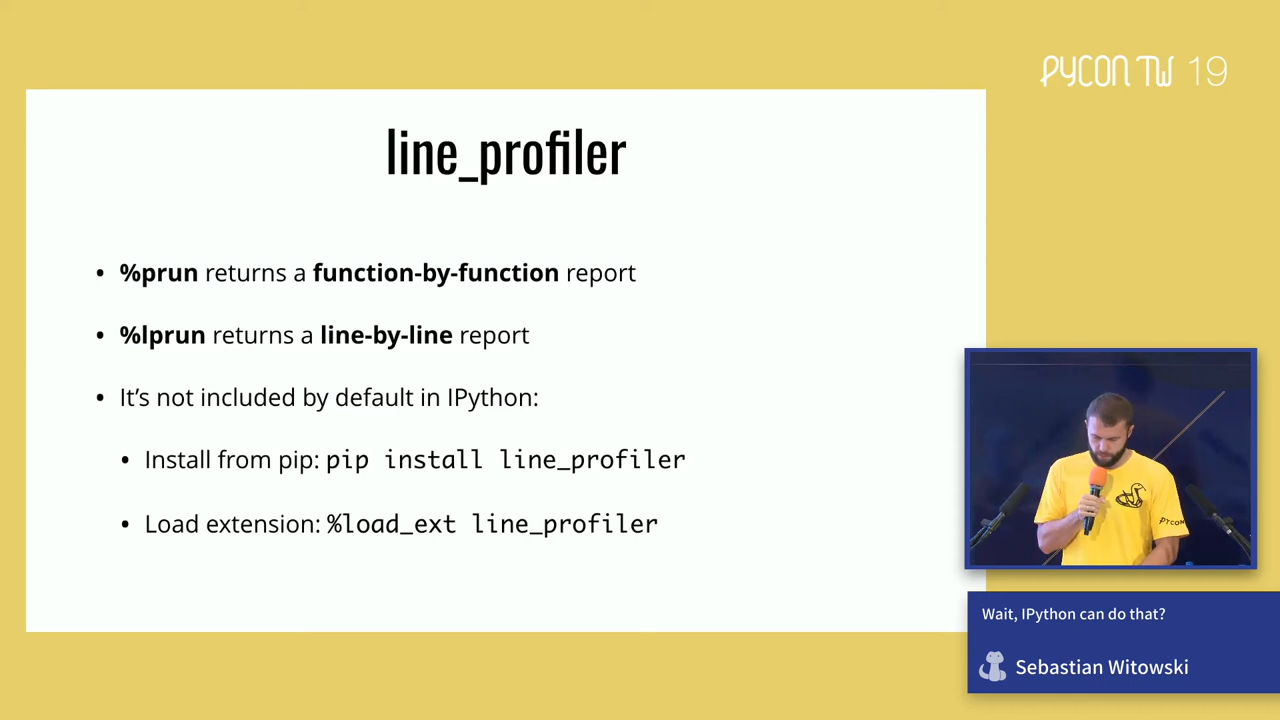 PYCON TW 19
line_profiler
• %prun returns a function-by-function report
• %lprun returns a line-by-line report
• It’s not included by default in IPython:
• Install from pip: pip install line_profiler
• Load extension: %load_ext line_profiler
PYCON
Wait, IPython can do that?
Sebastian Witowski